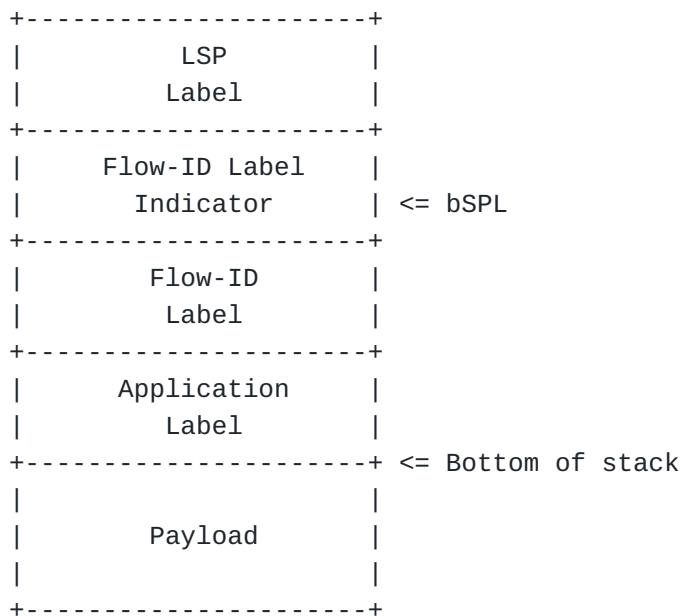 LSP
Label
Flow-ID Label
Indicator <= bSPL
Flow-ID
Label
Application
Label
<= Bottom of stack
Payload